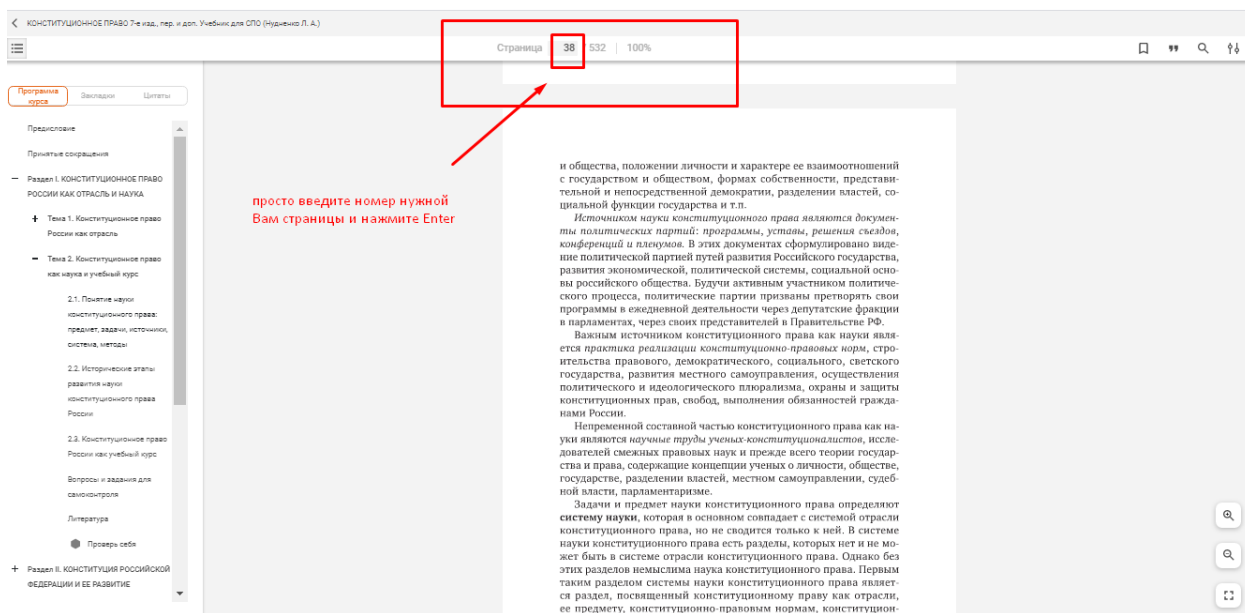 КОНСТИТУЦИОННОЕ ПРАВО 7-е изд., пер. и доп. Учебник для СПО (Нудненко Л. А.)
Страница 38 / 532 100%
Программа курса
Закладки
Цитаты
Предисловие
Принятые сокращения
Раздел I. КОНСТИТУЦИОННОЕ ПРАВО
РОССИИ КАК ОТРАСЛЬ И НАУКА
Тема 1. Конституционное право
России как отрасль
Тема 2. Конституционное право
как наука и учебный курс
2.1. Понятие науки
конституционного права:
предмет, задачи, источники,
система, методы
2.2. Исторические этапы
развития науки
конституционного права
России
2.3. Конституционное право
России как учебный курс
Вопросы и задания для
самоконтроля
Литература
Проверь себя
Раздел II. КОНСТИТУЦИЯ РОССИЙСКОЙ
ФЕДЕРАЦИИ И ЕЕ РАЗВИТИЕ
просто введите номер нужной
Вам страницы и нажмите Enter
и общества, положении личности и характере ее взаимоотношений
с государством и обществом, формах собственности, представи-
тельной и непосредственной демократии, разделении властей, со-
циальной функции государства и т.п.
Источником науки конституционного права являются докумен-
ты политических партий: программы, уставы, решения съездов,
конференций и пленумов. В этих документах сформулировано виде-
ние политической партией путей развития Российского государства,
развития экономической, политической системы, социальной осно-
вы российского общества. Будучи активным участником политиче-
ского процесса, политические партии призваны претворять свои
программы в ежедневной деятельности через депутатские фракции
в парламентах, через своих представителей в Правительстве РФ.
Важным источником конституционного права как науки явля-
ется практика реализации конституционно-правовых норм, стро-
ительства правового, демократического, социального, светского
государства, развития местного самоуправления, осуществления
политического и идеологического плюрализма, охраны и защиты
конституционных прав, свобод, выполнения обязанностей гражда-
нами России.
Непременной составной частью конституционного права как на-
уки являются научные труды ученых-конституционалистов, иссле-
дователей смежных правовых наук и прежде всего теории государ-
ства и права, содержащие концепции ученых о личности, обществе,
государстве, разделении властей, местном самоуправлении, судеб-
ной власти, парламентаризме.
Задачи и предмет науки конституционного права определяют
систему науки, которая в основном совпадает с системой отрасли
конституционного права, но не сводится только к ней. В системе
науки конституционного права есть разделы, которых нет и не мо-
жет быть в системе отрасли конституционного права. Однако без
этих разделов немыслима наука конституционного права. Первым
таким разделом системы науки конституционного права являет-
ся раздел, посвященный конституционному праву как отрасли,
ее предмету, конституционно-правовым нормам, конституцион-